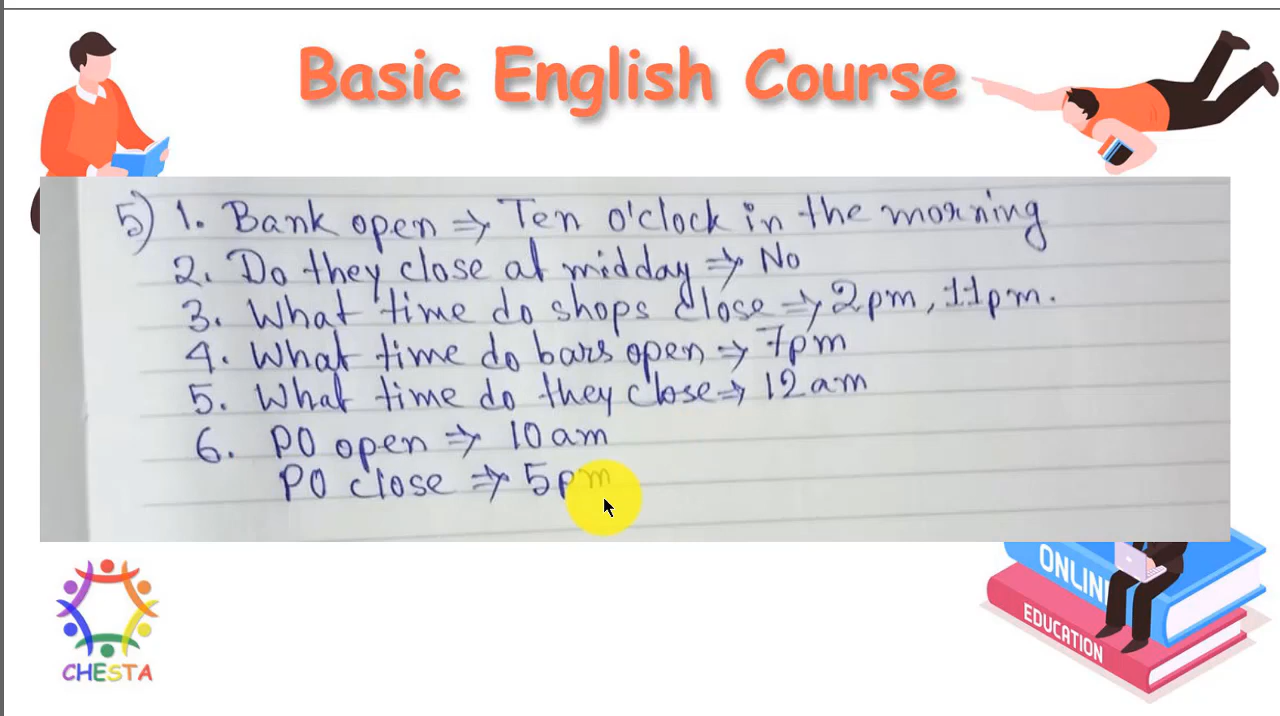 Basic English Course
5) 1. Bank open ⇒ Ten o'clock in the morning
2. Do they close at midday ⇒ No
3. What time do shops close ⇒ 2pm, 11pm.
4. What time do bars open ⇒ 7pm
5. What time do they close ⇒ 12am
6. PO open ⇒ 10am
PO close ⇒ 5pm
ONLIN
EDUCATION
CHESTA